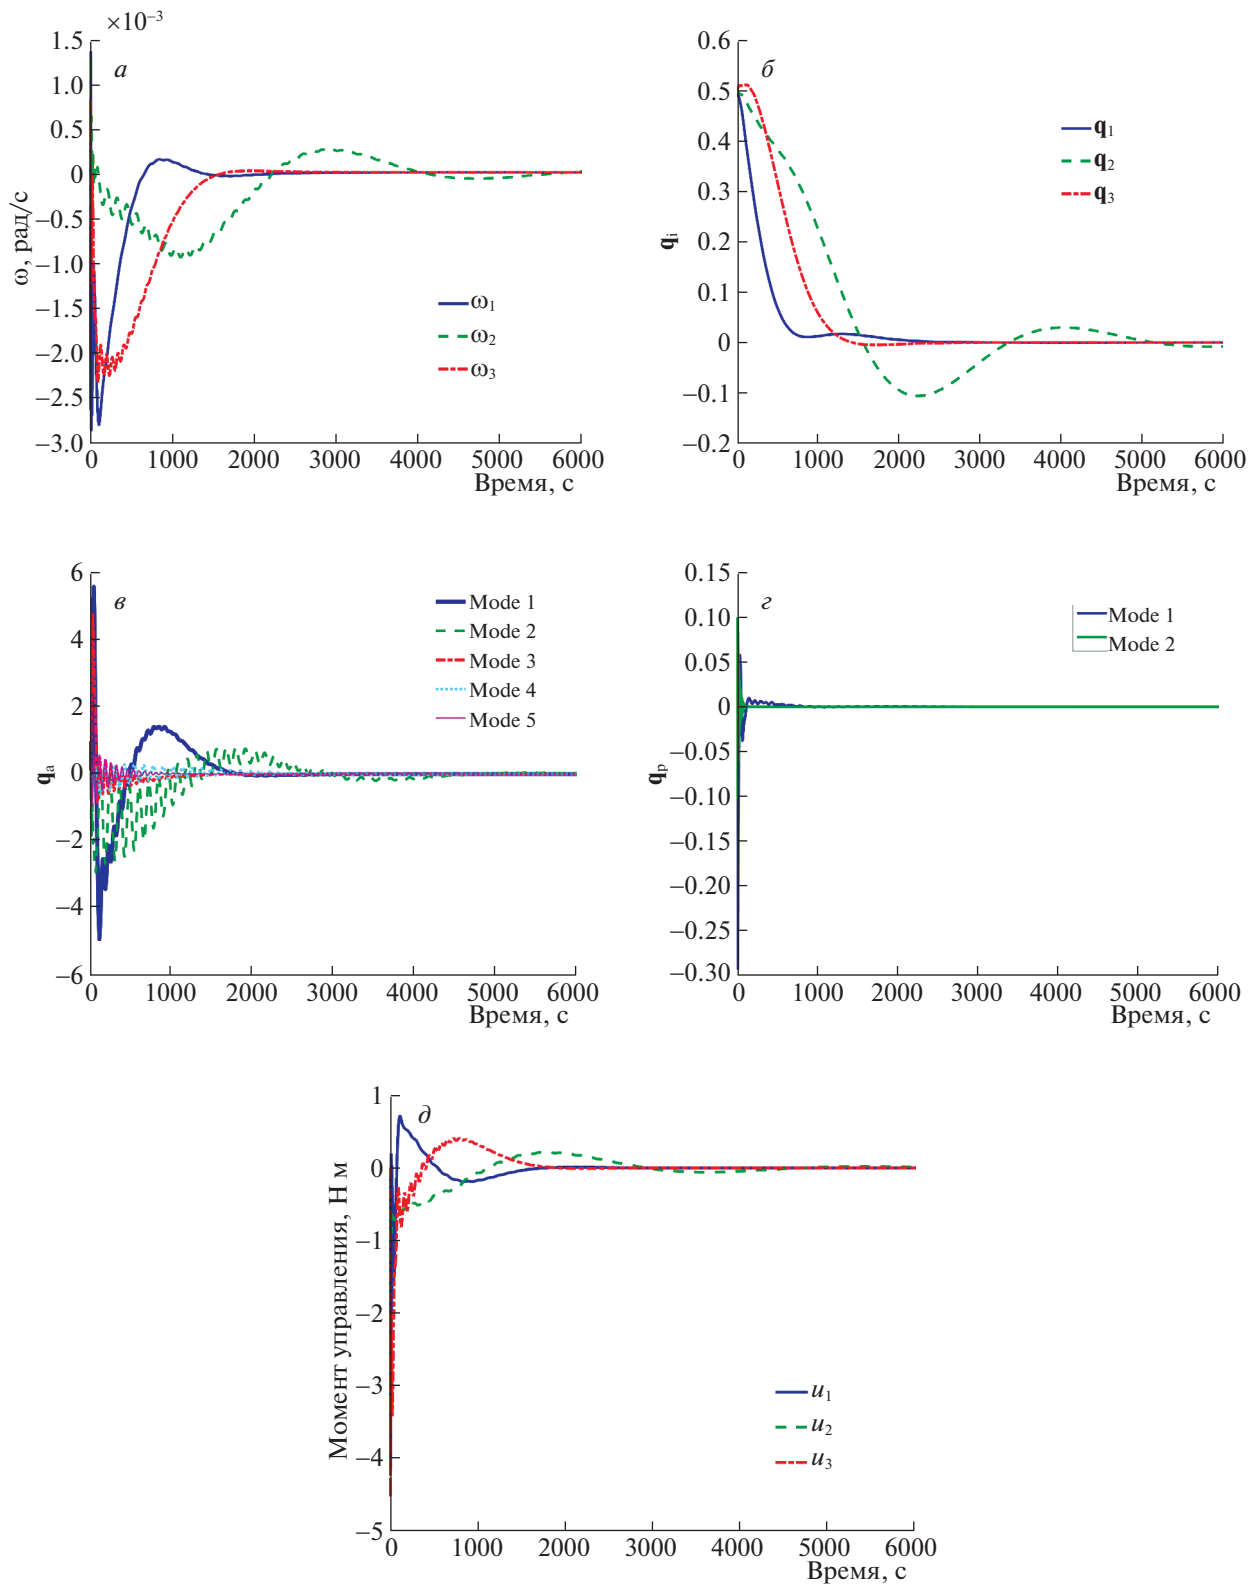 ×10⁻³
1.5
1.0
0.5
0
−0.5
−1.0
−1.5
−2.0
−2.5
−3.0
ω, рад/с
а
ω₁
ω₂
ω₃
0 1000 2000 3000 4000 5000 6000
Время, с
0.6
0.5
0.4
0.3
0.2
0.1
0
−0.1
−0.2
qᵢ
б
q₁
q₂
q₃
0 1000 2000 3000 4000 5000 6000
Время, с
6
4
2
0
−2
−4
−6
qₐ
в
Mode 1
Mode 2
Mode 3
Mode 4
Mode 5
0 1000 2000 3000 4000 5000 6000
Время, с
0.15
0.10
0.05
0
−0.05
−0.10
−0.15
−0.20
−0.25
−0.30
qₚ
г
Mode 1
Mode 2
0 1000 2000 3000 4000 5000 6000
Время, с
1
0
−1
−2
−3
−4
−5
Момент управления, Н м
д
u₁
u₂
u₃
0 1000 2000 3000 4000 5000 6000
Время, с